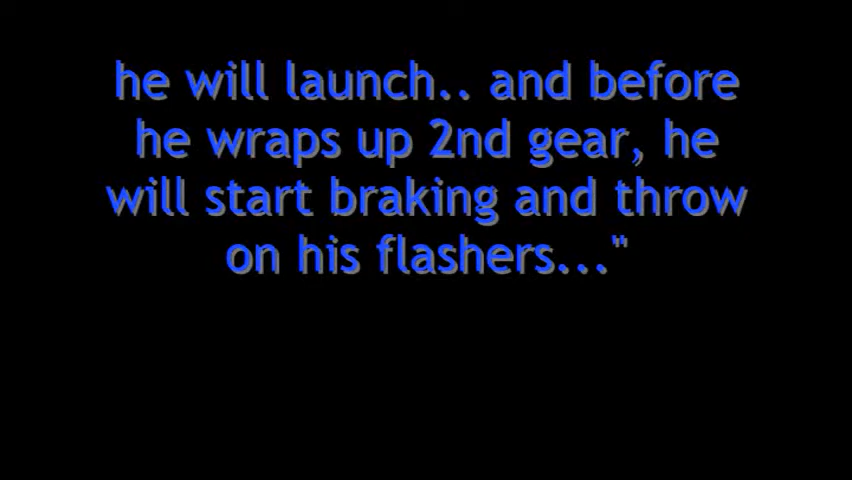 he will launch.. and before
he wraps up 2nd gear, he
will start braking and throw
on his flashers..."